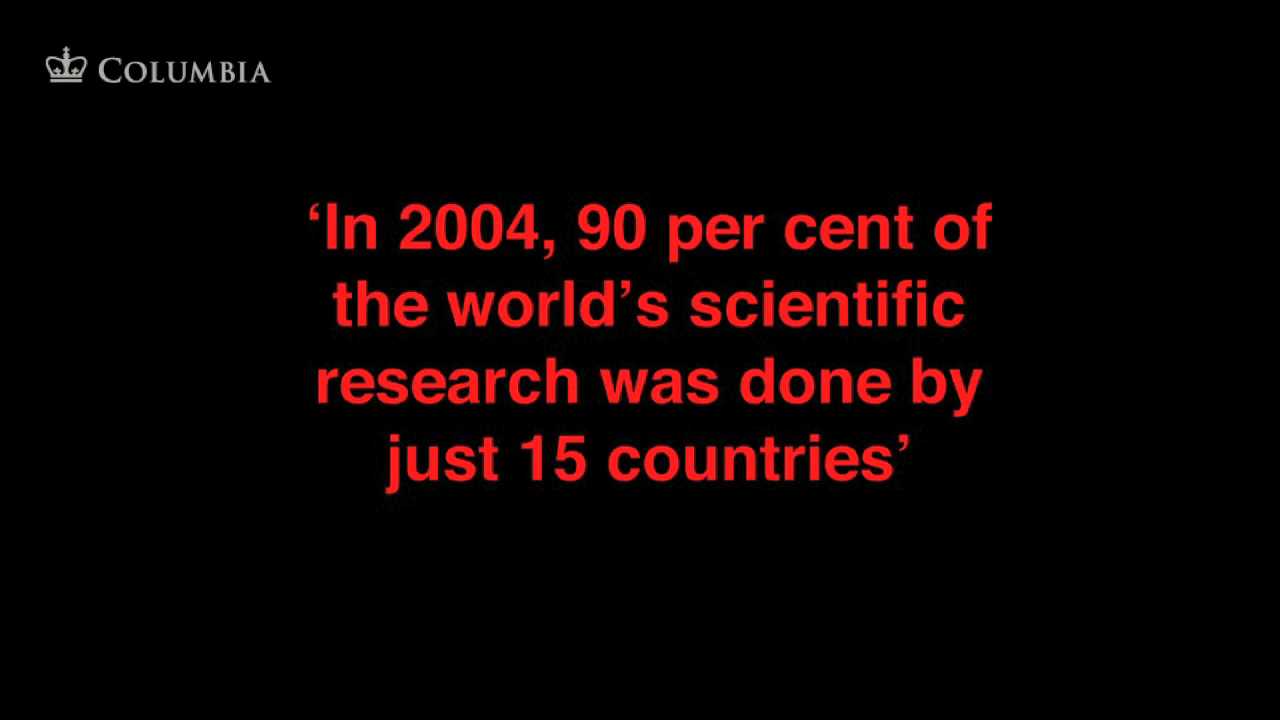 COLUMBIA
‘In 2004, 90 per cent of
the world’s scientific
research was done by
just 15 countries’